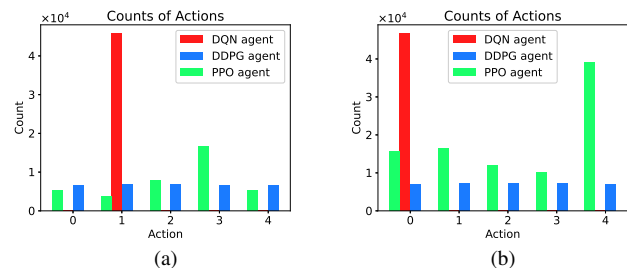 Counts of Actions
×10⁴
DQN agent
DDPG agent
PPO agent
4
3
2
1
0
Count
0 1 2 3 4
Action
(a)
Counts of Actions
×10⁴
DQN agent
DDPG agent
PPO agent
4
3
2
1
0
Count
0 1 2 3 4
Action
(b)